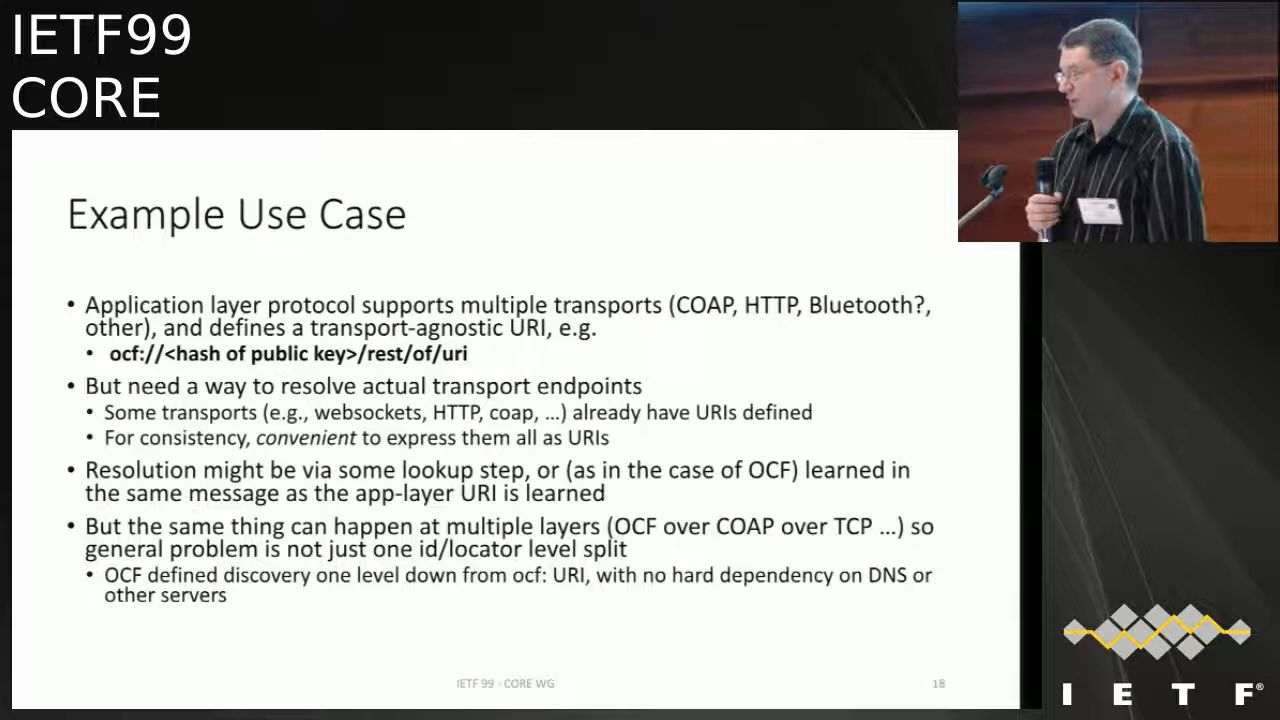 IETF99
CORE
Example Use Case
• Application layer protocol supports multiple transports (COAP, HTTP, Bluetooth?,
other), and defines a transport-agnostic URI, e.g.
• ocf://<hash of public key>/rest/of/uri
• But need a way to resolve actual transport endpoints
• Some transports (e.g., websockets, HTTP, coap, …) already have URIs defined
• For consistency, convenient to express them all as URIs
• Resolution might be via some lookup step, or (as in the case of OCF) learned in
the same message as the app-layer URI is learned
• But the same thing can happen at multiple layers (OCF over COAP over TCP …) so
general problem is not just one id/locator level split
• OCF defined discovery one level down from ocf: URI, with no hard dependency on DNS or
other servers
IETF 99 - CORE WG
18
I E T F®